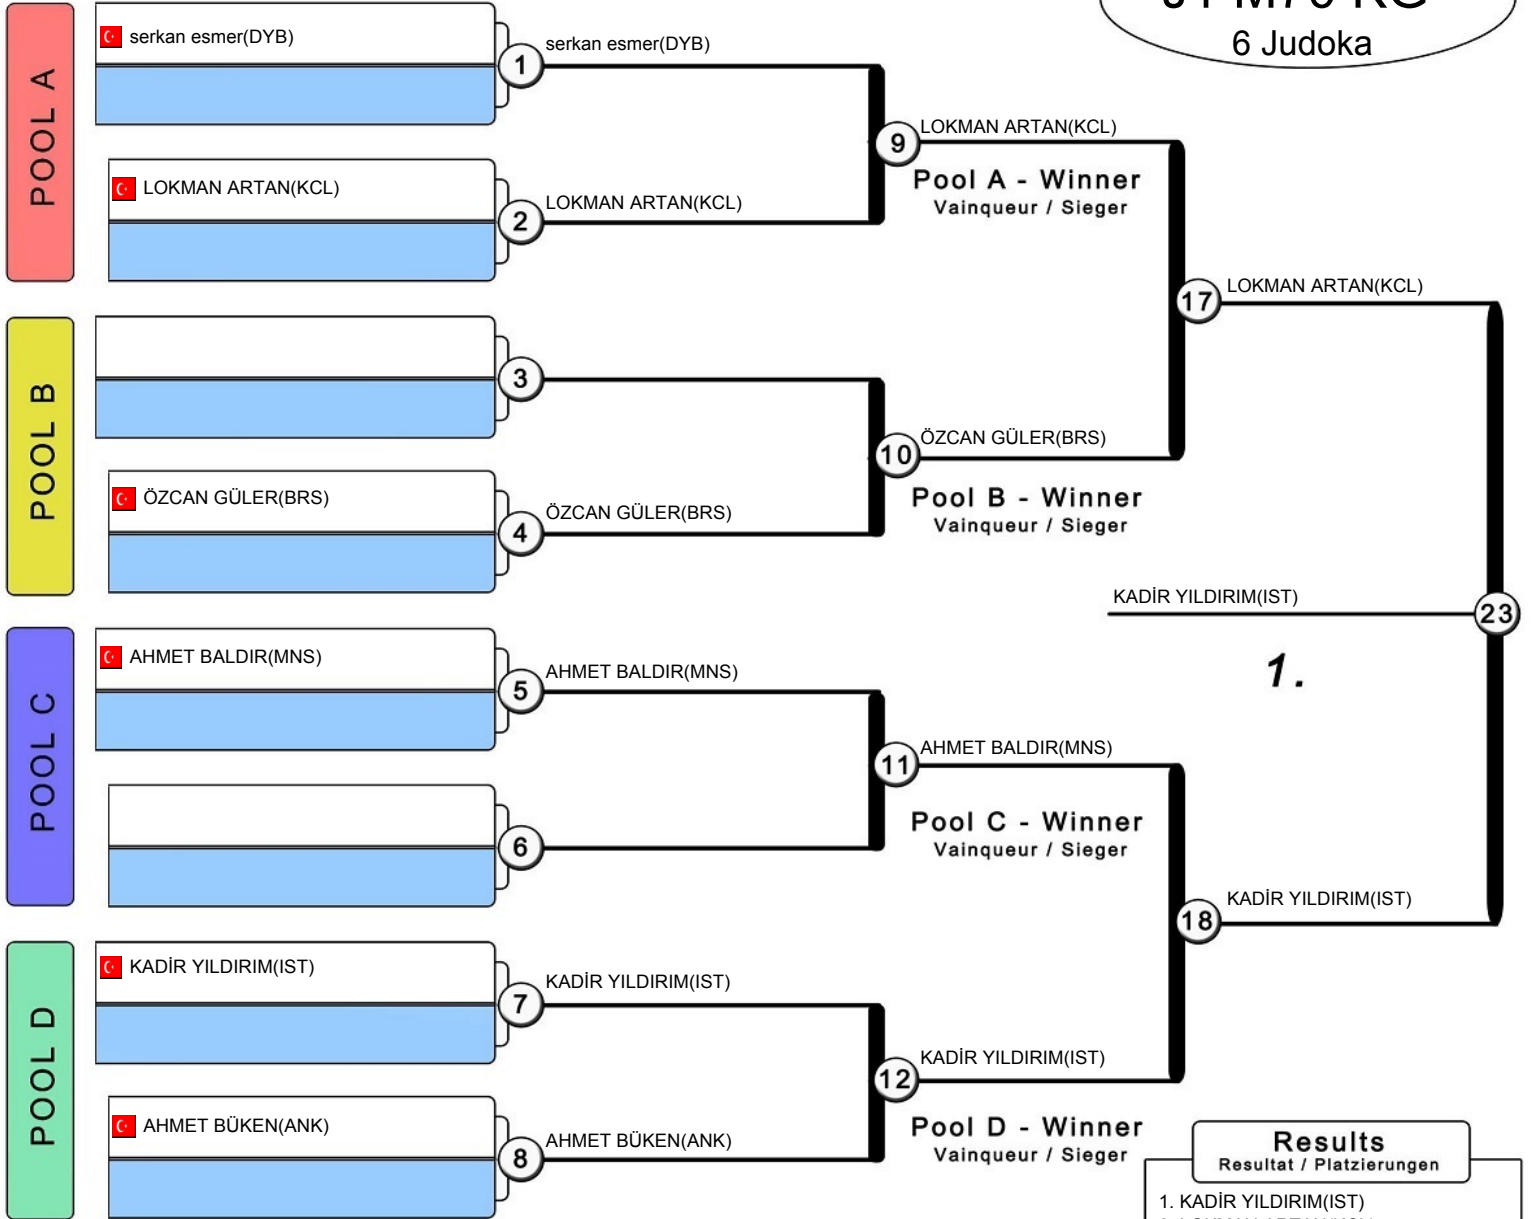 6 Judoka
POOL A
serkan esmer(DYB)
1
serkan esmer(DYB)
LOKMAN ARTAN(KCL)
2
LOKMAN ARTAN(KCL)
9
LOKMAN ARTAN(KCL)
Pool A - Winner
Vainqueur / Sieger
POOL B
3
ÖZCAN GÜLER(BRS)
4
ÖZCAN GÜLER(BRS)
10
ÖZCAN GÜLER(BRS)
Pool B - Winner
Vainqueur / Sieger
17
LOKMAN ARTAN(KCL)
POOL C
AHMET BALDIR(MNS)
5
AHMET BALDIR(MNS)
6
11
AHMET BALDIR(MNS)
Pool C - Winner
Vainqueur / Sieger
POOL D
KADİR YILDIRIM(IST)
7
KADİR YILDIRIM(IST)
AHMET BÜKEN(ANK)
8
AHMET BÜKEN(ANK)
12
KADİR YILDIRIM(IST)
Pool D - Winner
Vainqueur / Sieger
18
KADİR YILDIRIM(IST)
KADİR YILDIRIM(IST)
23
1.
Results
Resultat / Platzierungen
1. KADİR YILDIRIM(IST)